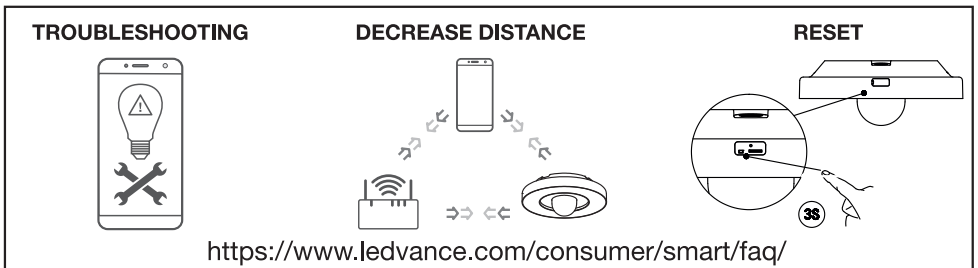 TROUBLESHOOTING
DECREASE DISTANCE
RESET
3S
https://www.ledvance.com/consumer/smart/faq/